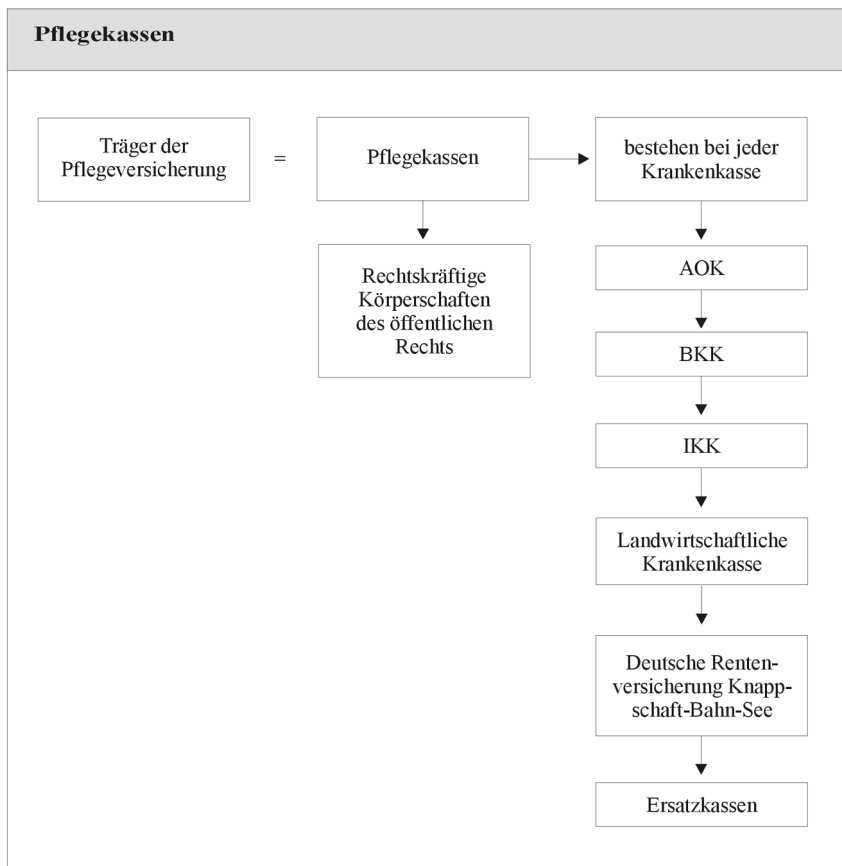 Pflegekassen
Träger der
Pflegeversicherung
=
Pflegekassen
bestehen bei jeder
Krankenkasse
Rechtskräftige
Körperschaften
des öffentlichen
Rechts
AOK
BKK
IKK
Landwirtschaftliche
Krankenkasse
Deutsche Renten-
versicherung Knapp-
schaft-Bahn-See
Ersatzkassen